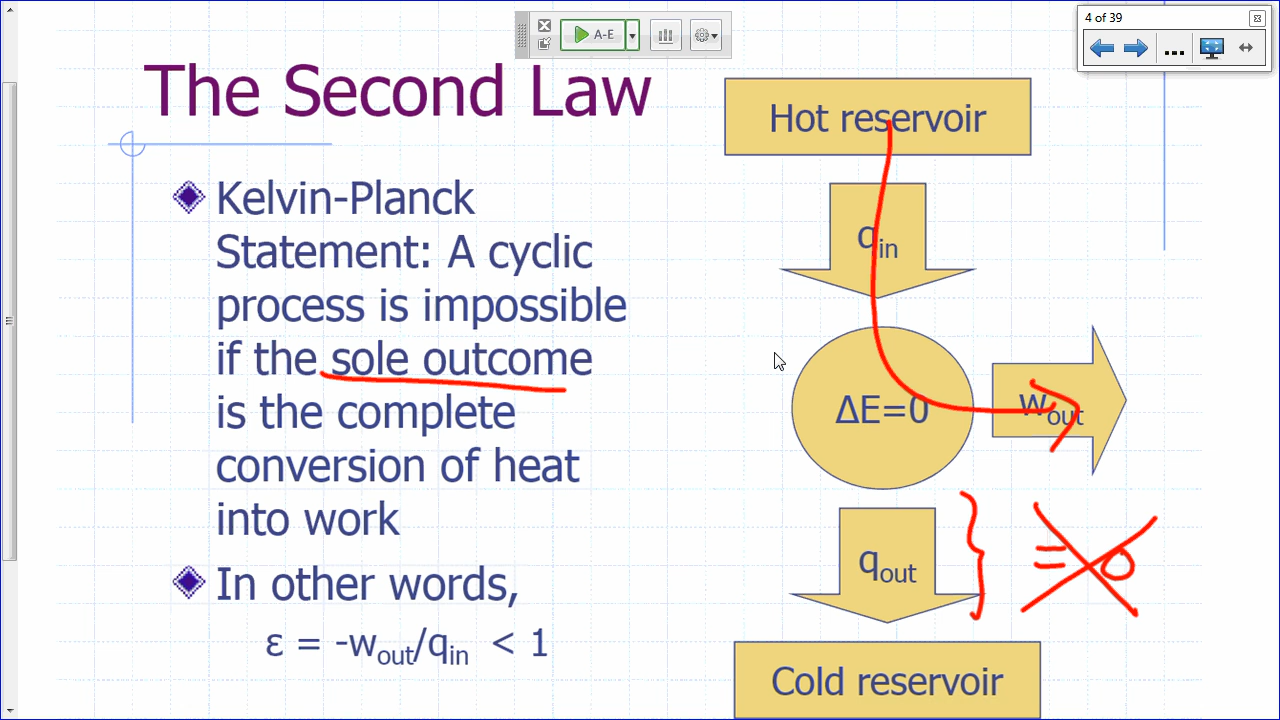 4 of 39
A-E
The Second Law
Kelvin-Planck
Statement: A cyclic
process is impossible
if the sole outcome
is the complete
conversion of heat
into work
In other words,
ε = -wout/qin < 1
Hot reservoir
qin
ΔE=0
wout
qout
= 0
Cold reservoir